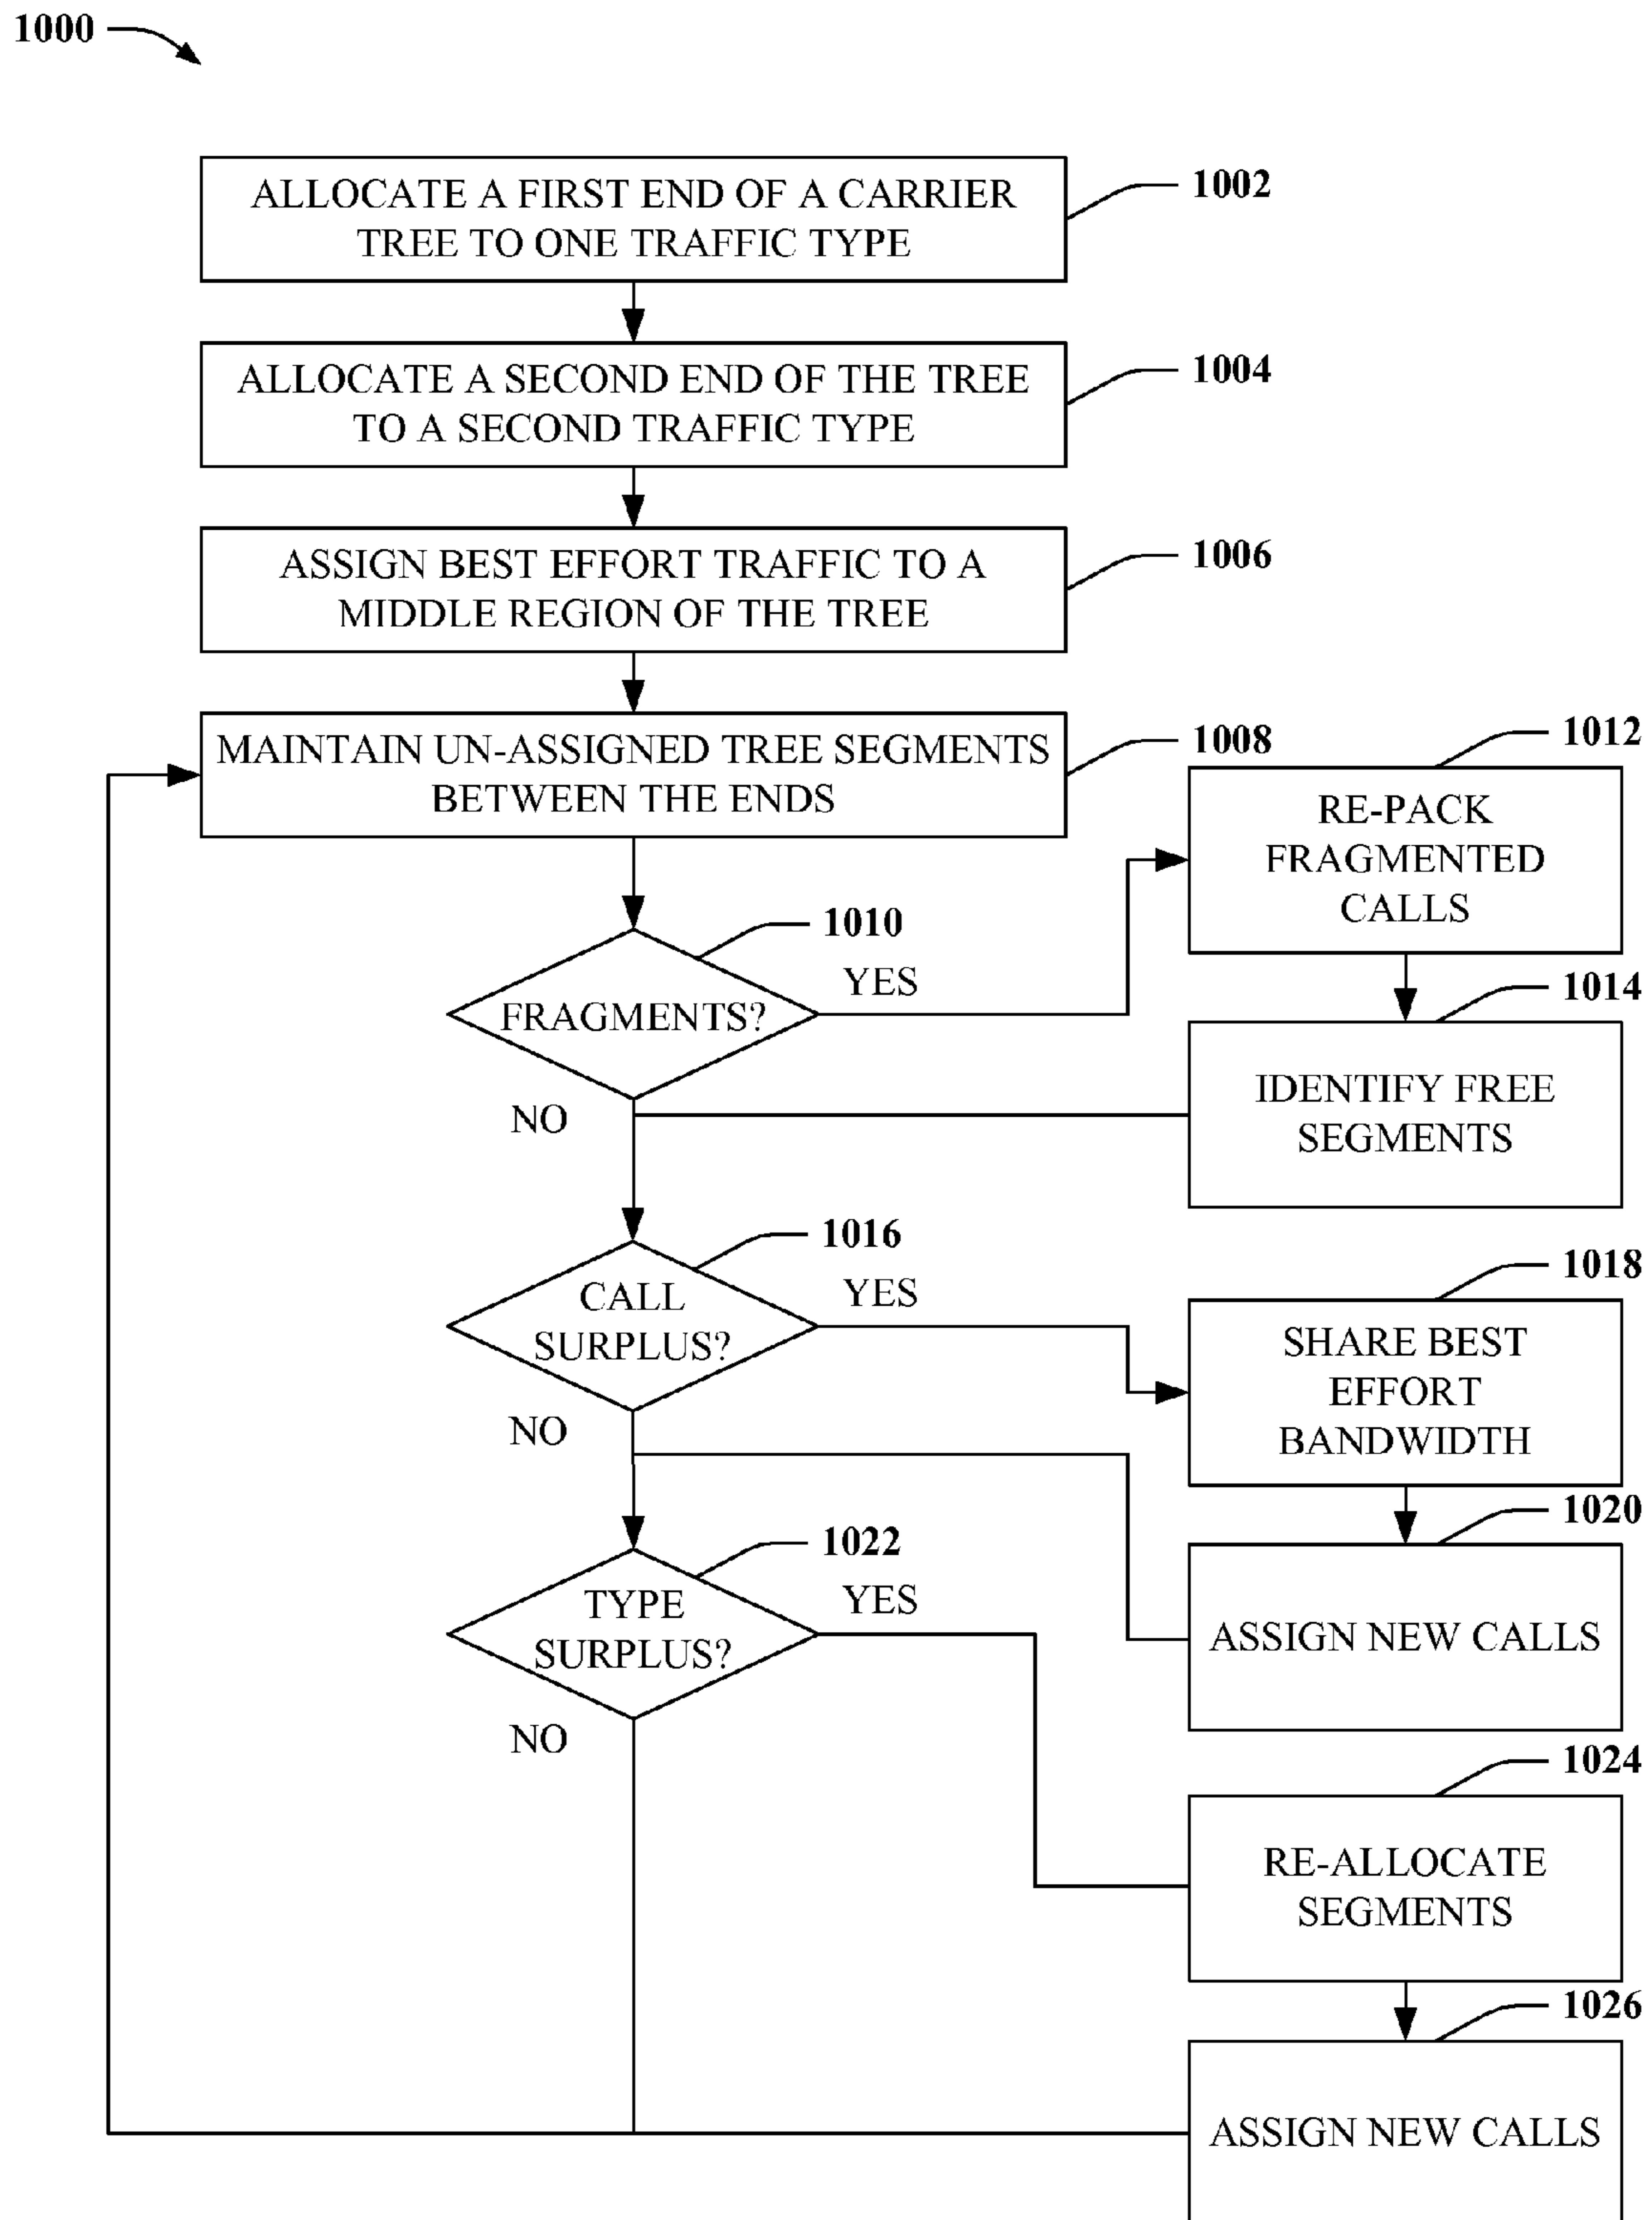 1000
ALLOCATE A FIRST END OF A CARRIER
TREE TO ONE TRAFFIC TYPE
1002
ALLOCATE A SECOND END OF THE TREE
TO A SECOND TRAFFIC TYPE
1004
ASSIGN BEST EFFORT TRAFFIC TO A
MIDDLE REGION OF THE TREE
1006
MAINTAIN UN-ASSIGNED TREE SEGMENTS
BETWEEN THE ENDS
1008
FRAGMENTS?
1010
YES
NO
RE-PACK
FRAGMENTED
CALLS
1012
IDENTIFY FREE
SEGMENTS
1014
CALL
SURPLUS?
1016
YES
NO
SHARE BEST
EFFORT
BANDWIDTH
1018
ASSIGN NEW CALLS
1020
TYPE
SURPLUS?
1022
YES
NO
RE-ALLOCATE
SEGMENTS
1024
ASSIGN NEW CALLS
1026